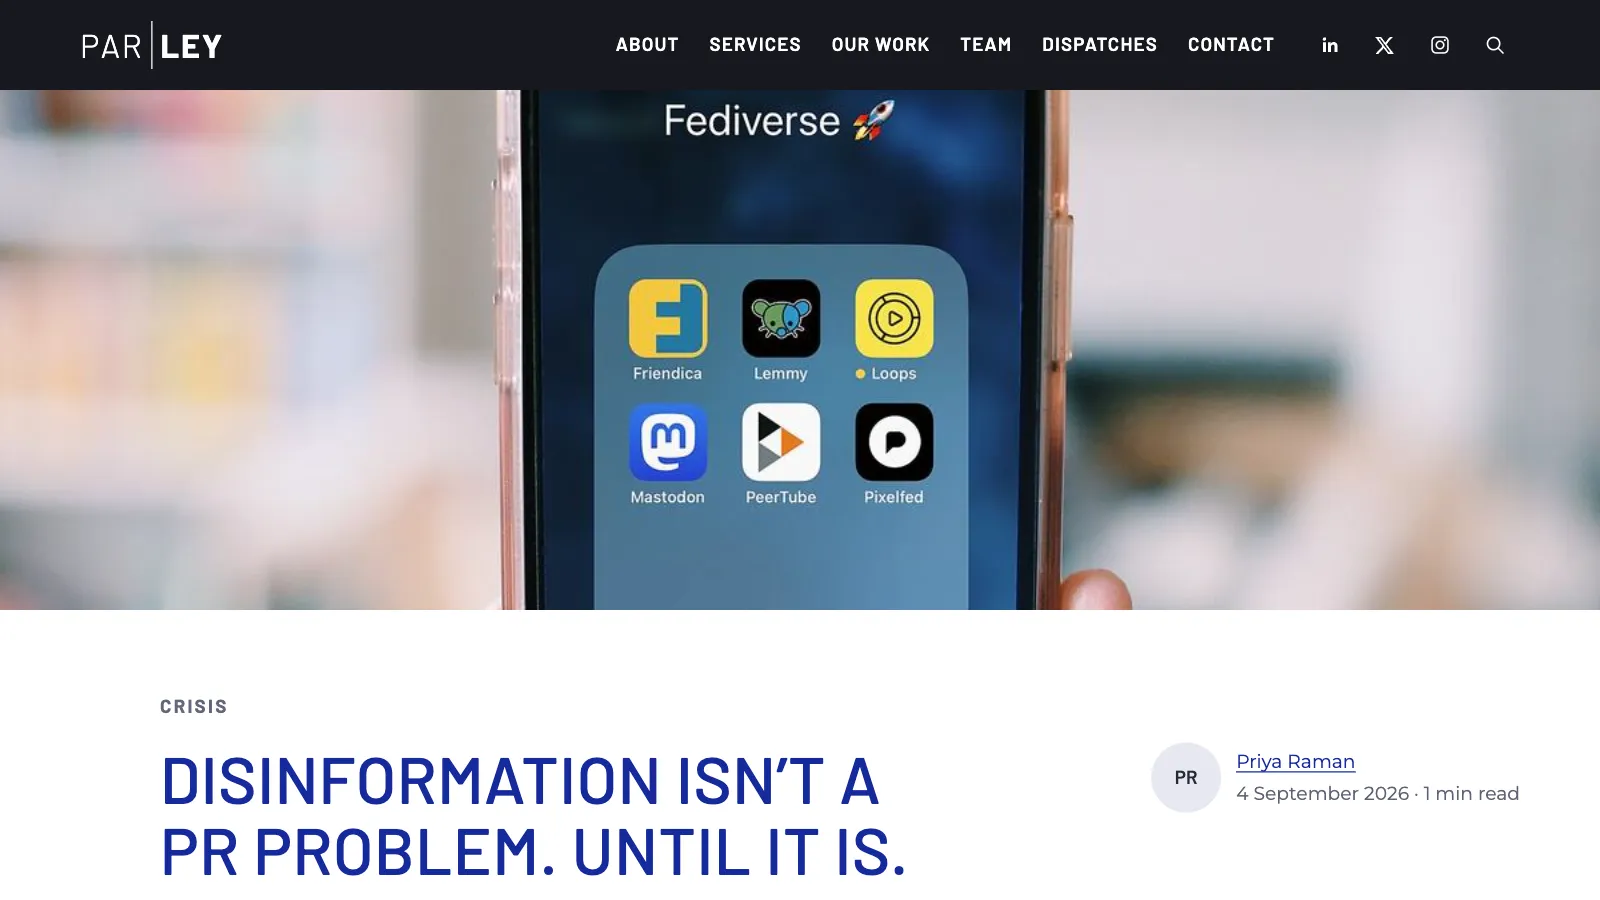 PAR|LEY
ABOUT SERVICES OUR WORK TEAM DISPATCHES CONTACT
Fediverse 🚀
Friendica Lemmy Loops
Mastodon PeerTube Pixelfed
CRISIS
DISINFORMATION ISN’T A
PR PROBLEM. UNTIL IT IS.
PR
Priya Raman
4 September 2026 · 1 min read